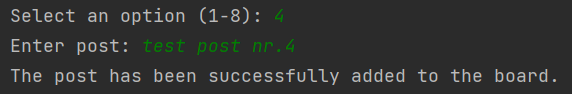 Select an option (1-8): 4
Enter post: test post nr.4
The post has been successfully added to the board.